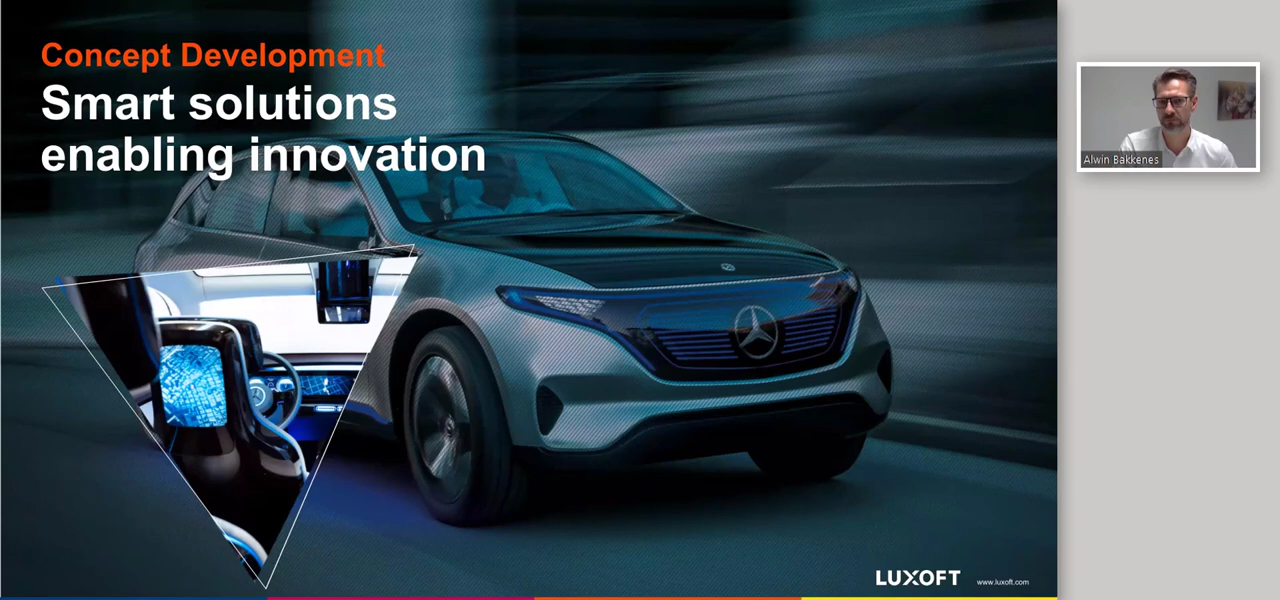 Concept Development
Smart solutions
enabling innovation
Alwin Bakkenes
LUXOFT www.luxoft.com